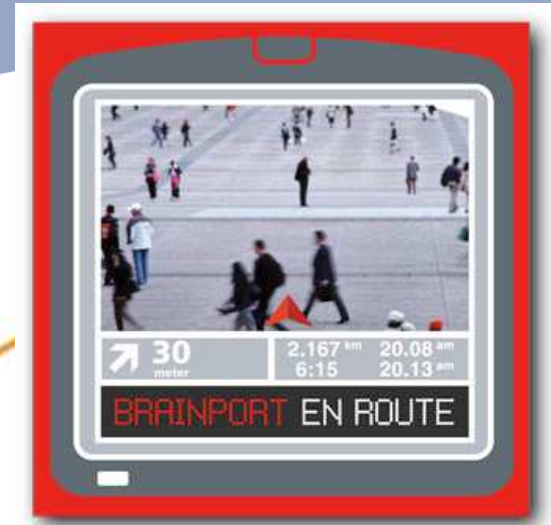 30
meter
2.167 km 20.08 am
6:15 20.13 am
BRAINPORT EN ROUTE